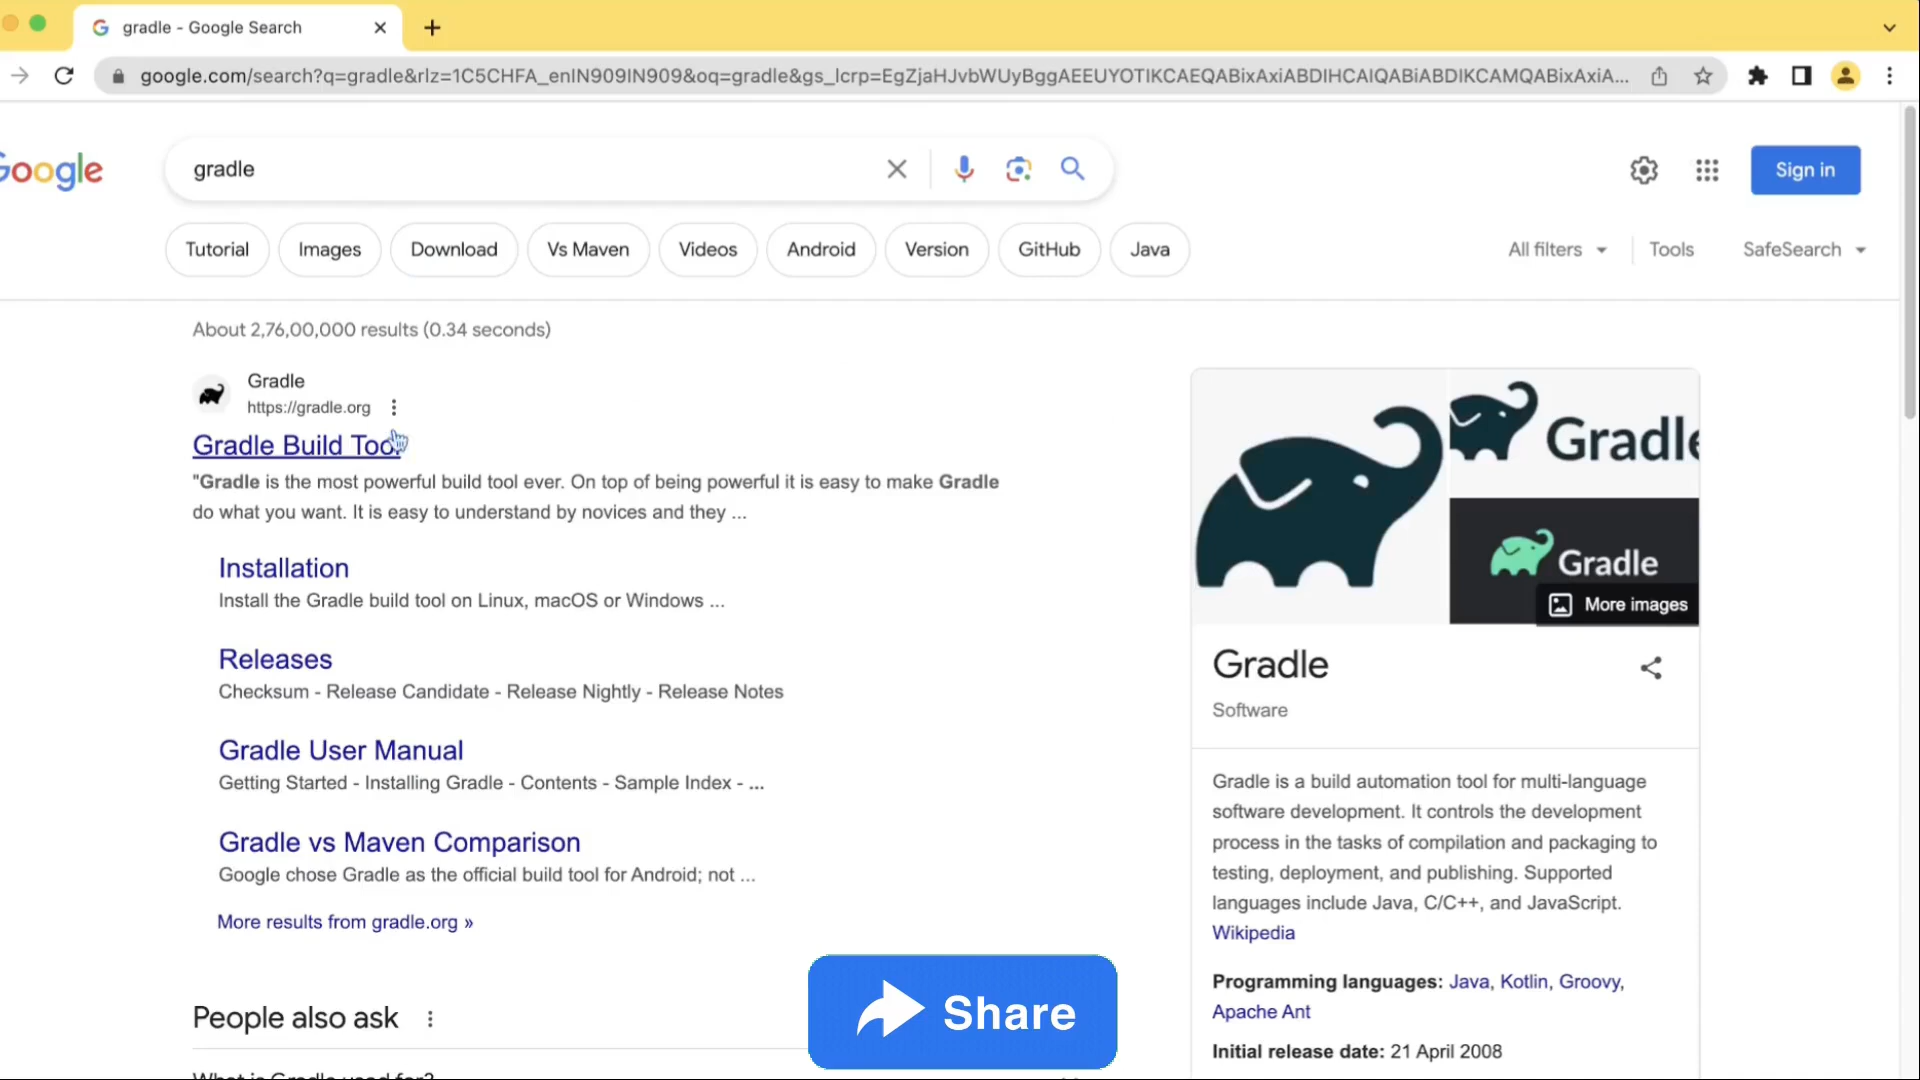 gradle - Google Search
google.com/search?q=gradle&rlz=1C5CHFA_enIN909IN909&oq=gradle&gs_lcrp=EgZjaHJvbWUyBggAEEUYOTIKCAEQABixAxiABDIHCAIQABiABDIKCAMQABixAxiA...
Google
gradle
Sign in
Tutorial
Images
Download
Vs Maven
Videos
Android
Version
GitHub
Java
All filters
Tools
SafeSearch
About 2,76,00,000 results (0.34 seconds)
Gradle
https://gradle.org
Gradle Build Tool
"Gradle is the most powerful build tool ever. On top of being powerful it is easy to make Gradle
do what you want. It is easy to understand by novices and they ...
Installation
Install the Gradle build tool on Linux, macOS or Windows ...
Releases
Checksum - Release Candidate - Release Nightly - Release Notes
Gradle User Manual
Getting Started - Installing Gradle - Contents - Sample Index - ...
Gradle vs Maven Comparison
Google chose Gradle as the official build tool for Android; not ...
More results from gradle.org »
People also ask
What is Gradle used for?
Share
Gradle
Gradle
More images
Gradle
Software
Gradle is a build automation tool for multi-language
software development. It controls the development
process in the tasks of compilation and packaging to
testing, deployment, and publishing. Supported
languages include Java, C/C++, and JavaScript.
Wikipedia
Programming languages: Java, Kotlin, Groovy,
Apache Ant
Initial release date: 21 April 2008